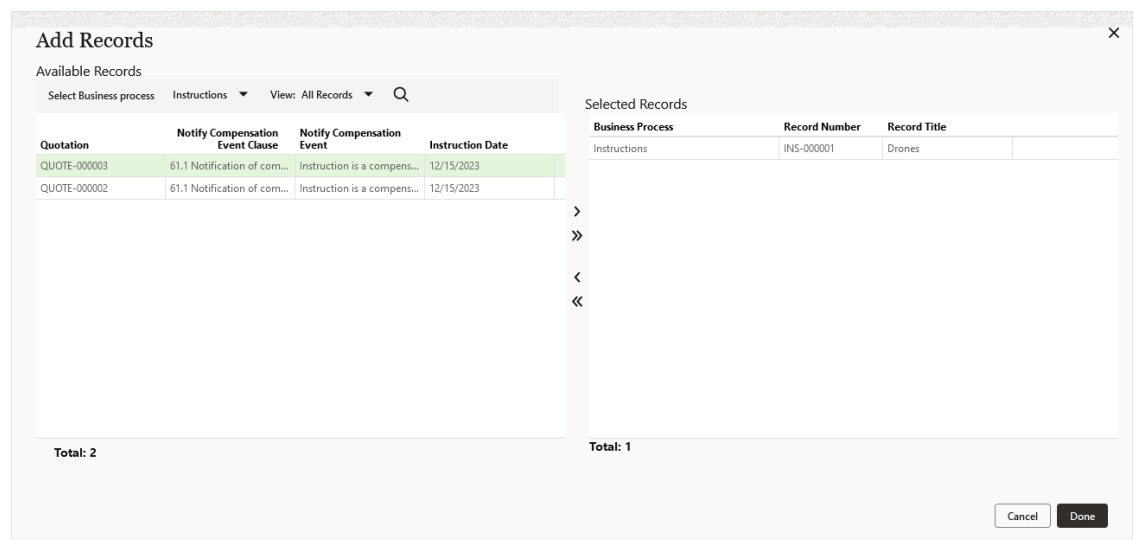 Add Records
Available Records
Select Business process Instructions View: All Records
Quotation Notify Compensation Event Clause Notify Compensation Event Instruction Date
QUOTE-000003 61.1 Notification of com... Instruction is a compens... 12/15/2023
QUOTE-000002 61.1 Notification of com... Instruction is a compens... 12/15/2023
Total: 2
Selected Records
Business Process Record Number Record Title
Instructions INS-000001 Drones
Total: 1
Cancel Done